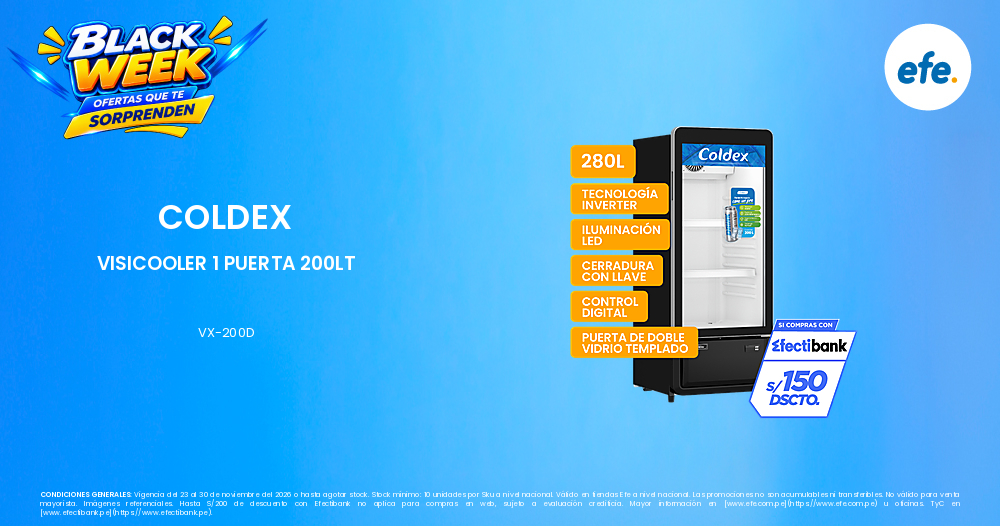 BLACK
WEEK
OFERTAS QUE TE
SORPRENDEN
efe.
COLDEX
VISICOOLER 1 PUERTA 200LT
VX-200D
280L
TECNOLOGÍA
INVERTER
ILUMINACIÓN
LED
CERRADURA
CON LLAVE
CONTROL
DIGITAL
PUERTA DE DOBLE
VIDRIO TEMPLADO
Coldex
SI COMPRAS CON
Efectibank
S/150
DSCTO.
CONDICIONES GENERALES: Vigencia del 23 al 30 de noviembre del 2026 o hasta agotar stock. Stock mínimo: 10 unidades por Sku a nivel nacional. Válido en tiendas Efe a nivel nacional. Las promociones no son acumulables ni transferibles. No válido para venta
mayorista. Imágenes referenciales. Hasta S/200 de descuento con Efectibank no aplica para compras en web, sujeto a evaluación crediticia. Mayor información en [www.efe.com.pe](https://www.efe.com.pe) u oficinas. TyC en
[www.efectibank.pe](https://www.efectibank.pe).